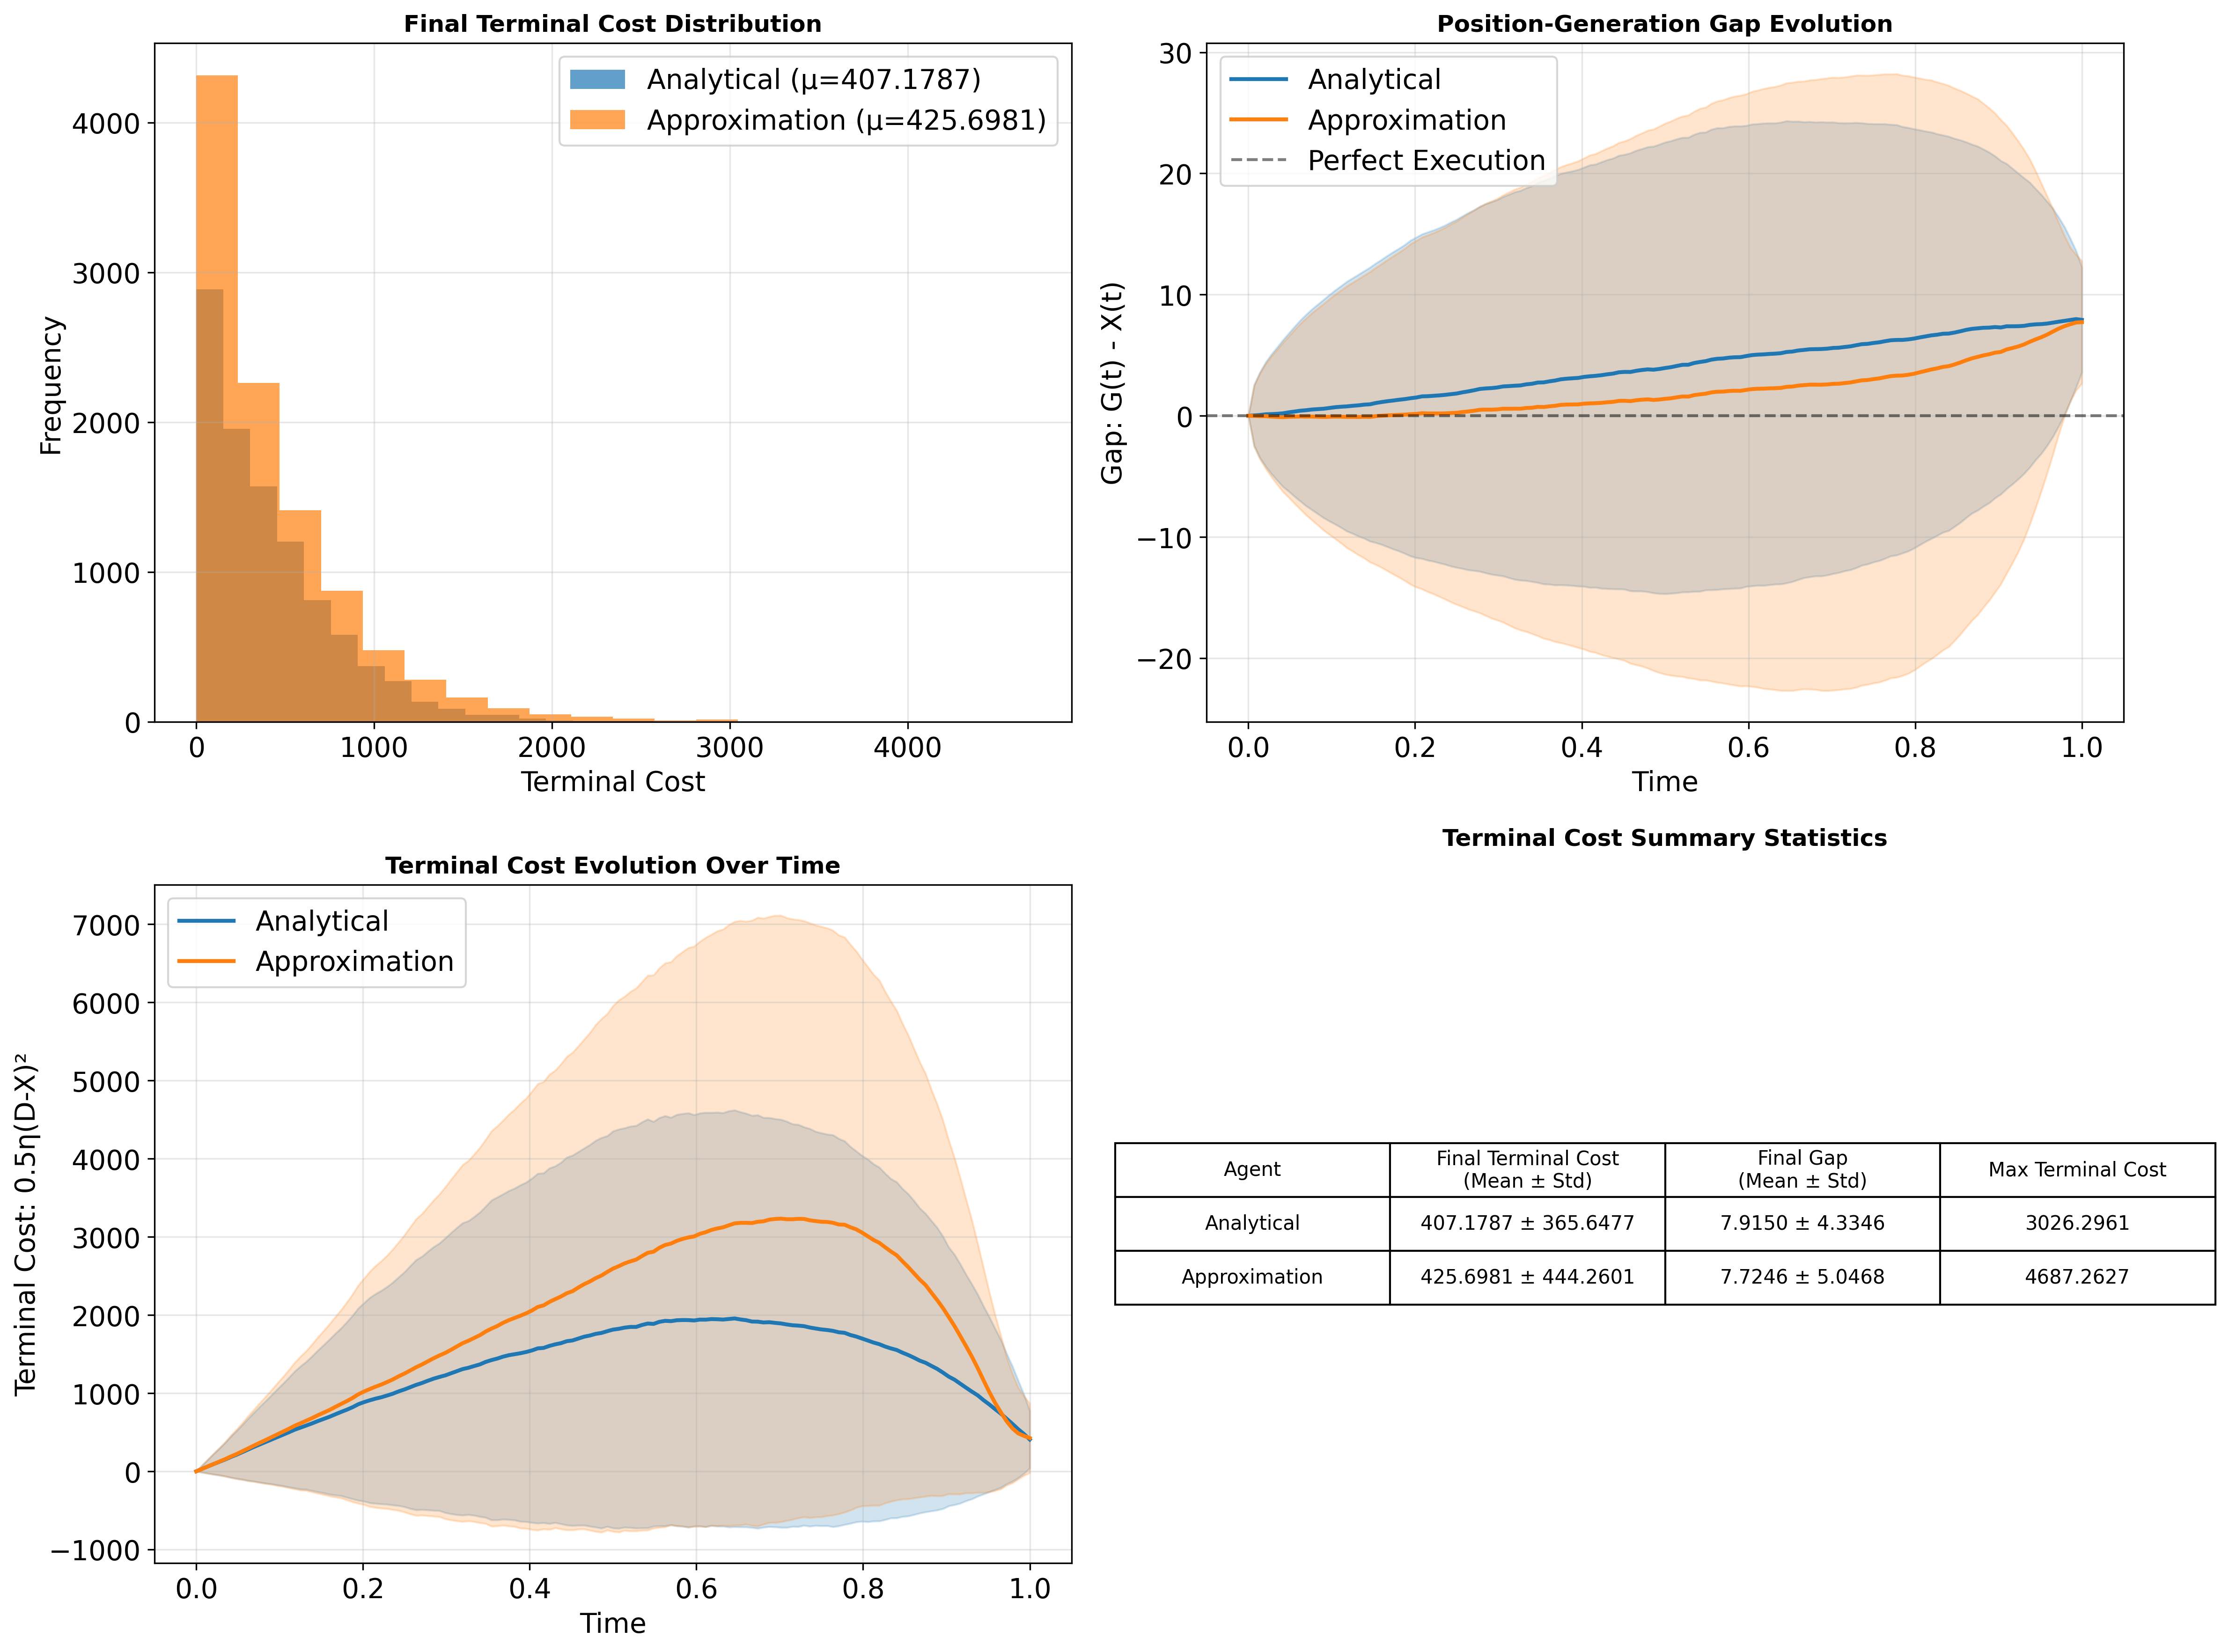 Final Terminal Cost Distribution
Analytical (μ=407.1787)
Approximation (μ=425.6981)
Frequency
4000
3000
2000
1000
0
0 1000 2000 3000 4000
Terminal Cost
Position-Generation Gap Evolution
Analytical
Approximation
Perfect Execution
Gap: G(t) - X(t)
30
20
10
0
−10
−20
0.0 0.2 0.4 0.6 0.8 1.0
Time
Terminal Cost Evolution Over Time
Analytical
Approximation
Terminal Cost: 0.5η(D-X)²
7000
6000
5000
4000
3000
2000
1000
0
−1000
0.0 0.2 0.4 0.6 0.8 1.0
Time
Terminal Cost Summary Statistics
Agent Final Terminal Cost (Mean ± Std) Final Gap (Mean ± Std) Max Terminal Cost
Analytical 407.1787 ± 365.6477 7.9150 ± 4.3346 3026.2961
Approximation 425.6981 ± 444.2601 7.7246 ± 5.0468 4687.2627